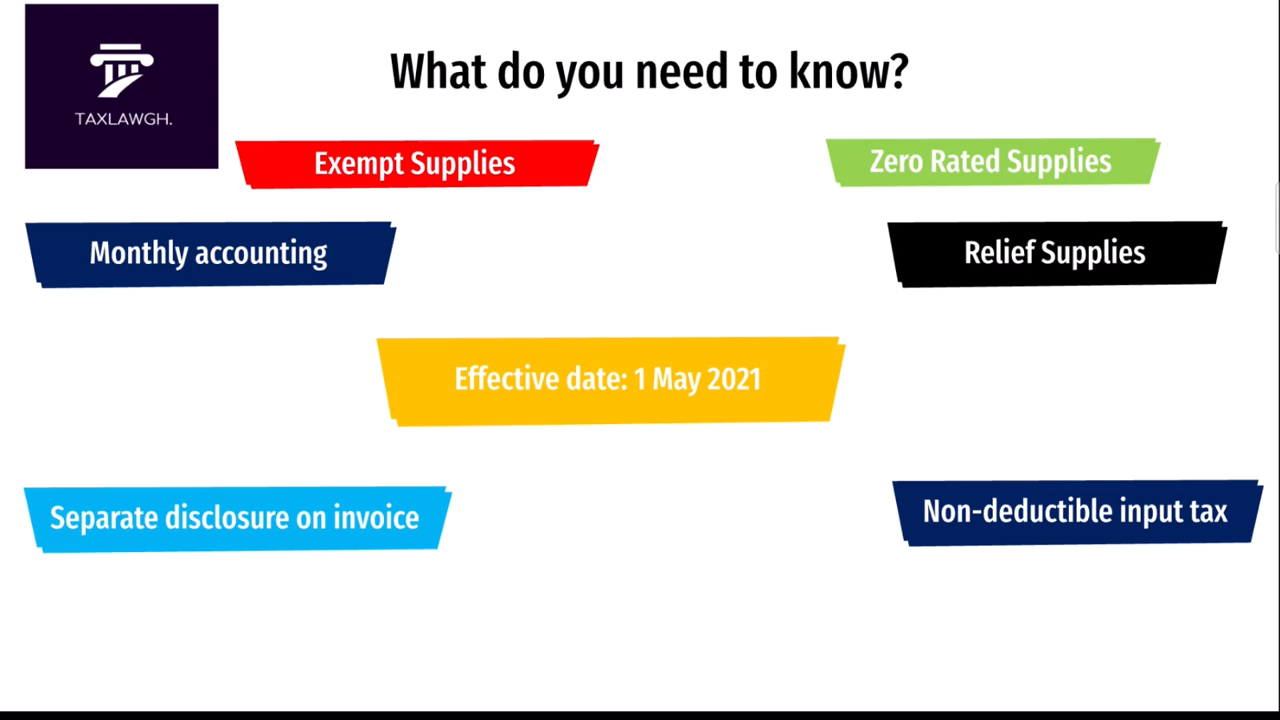 TAXLAWGH.
What do you need to know?
Exempt Supplies
Zero Rated Supplies
Monthly accounting
Relief Supplies
Effective date: 1 May 2021
Separate disclosure on invoice
Non-deductible input tax